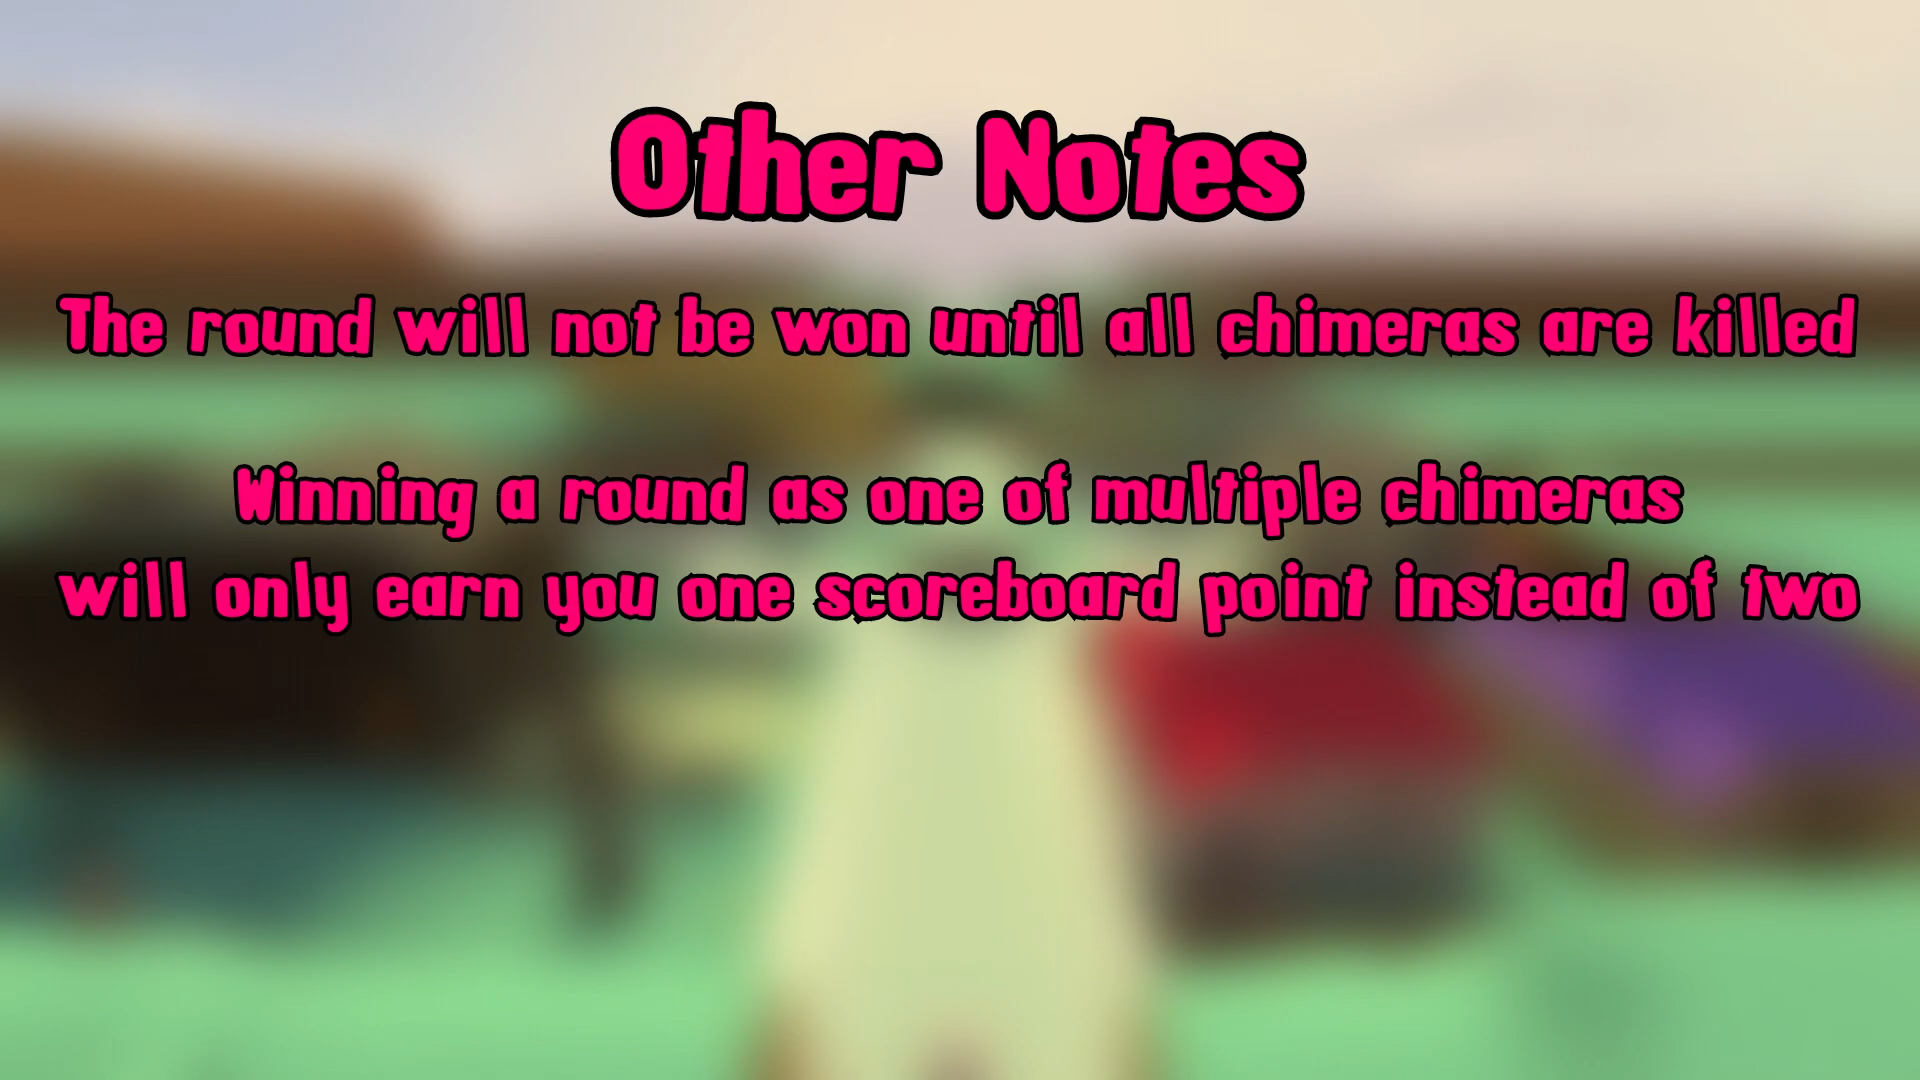 Other Notes
The round will not be won until all chimeras are killed
Winning a round as one of multiple chimeras
will only earn you one scoreboard point instead of two